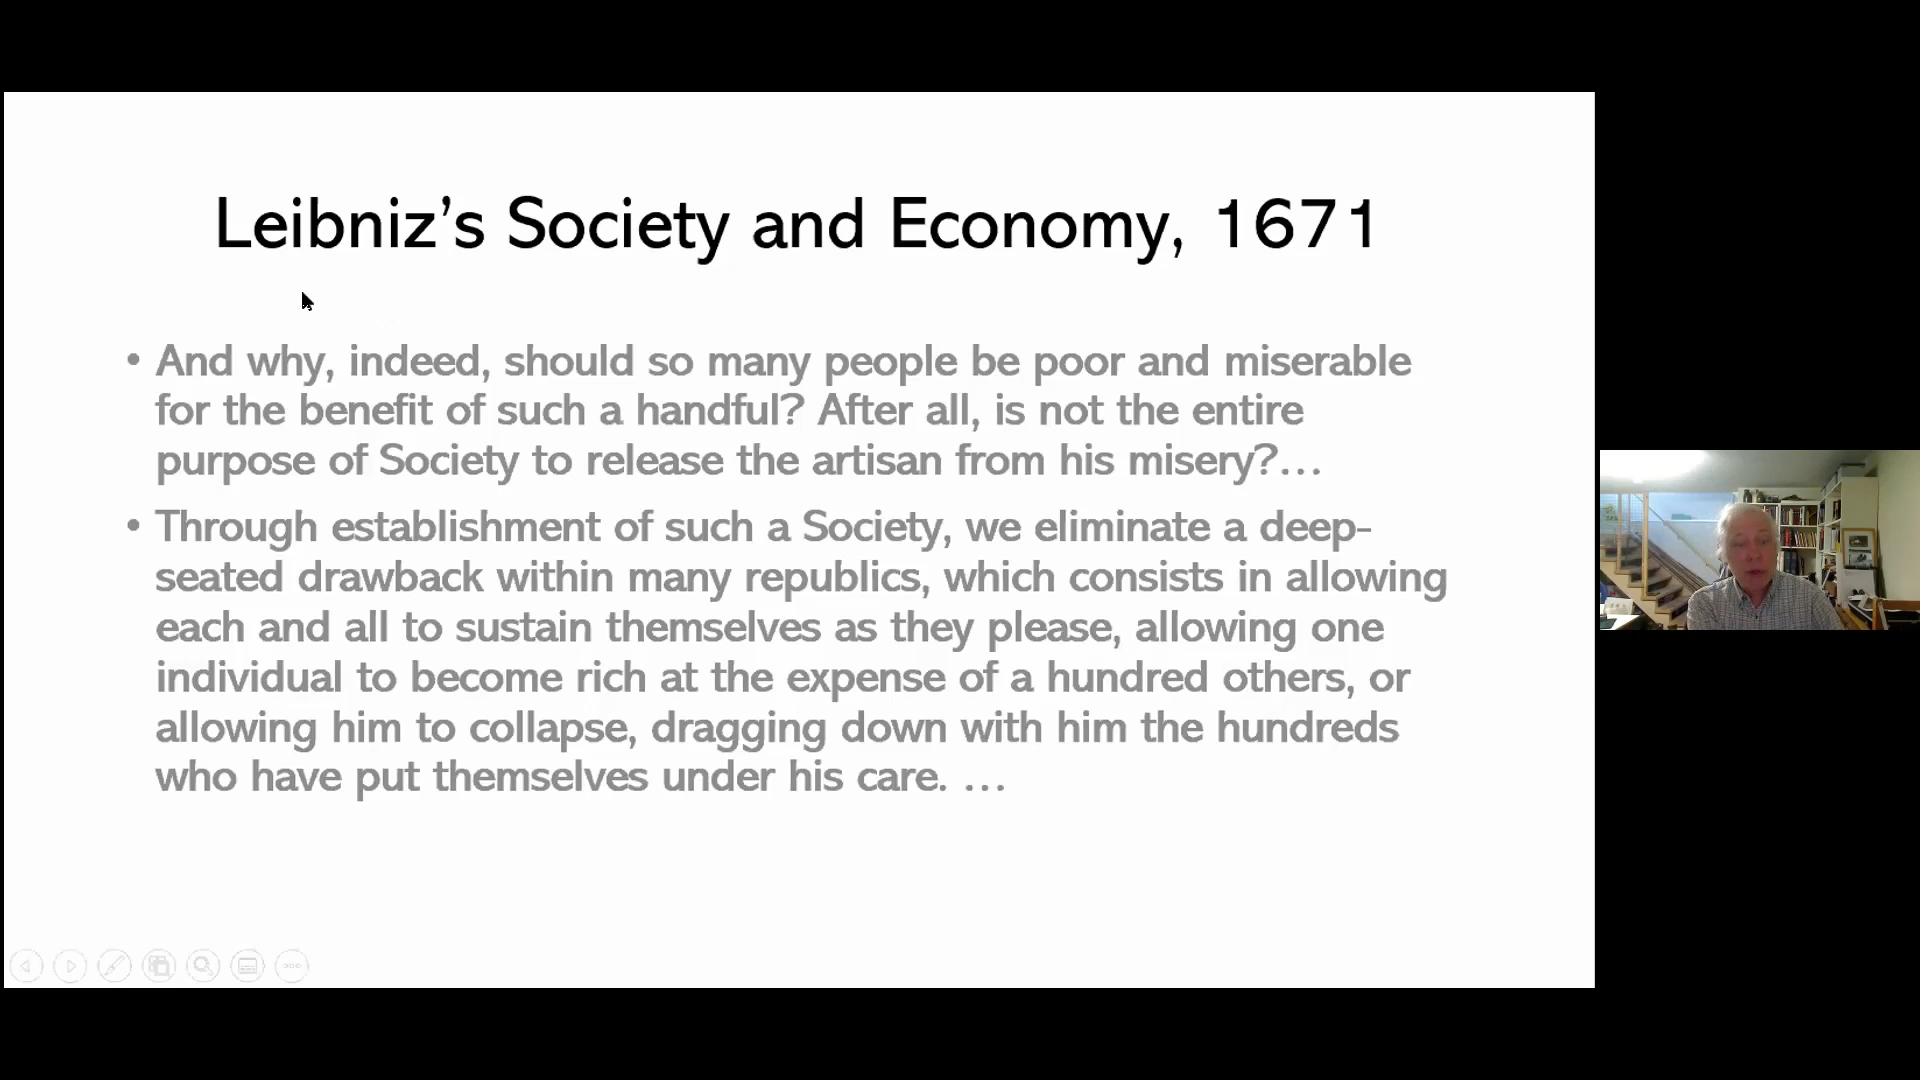 Leibniz’s Society and Economy, 1671
• And why, indeed, should so many people be poor and miserable
for the benefit of such a handful? After all, is not the entire
purpose of Society to release the artisan from his misery?…
• Through establishment of such a Society, we eliminate a deep-
seated drawback within many republics, which consists in allowing
each and all to sustain themselves as they please, allowing one
individual to become rich at the expense of a hundred others, or
allowing him to collapse, dragging down with him the hundreds
who have put themselves under his care. …